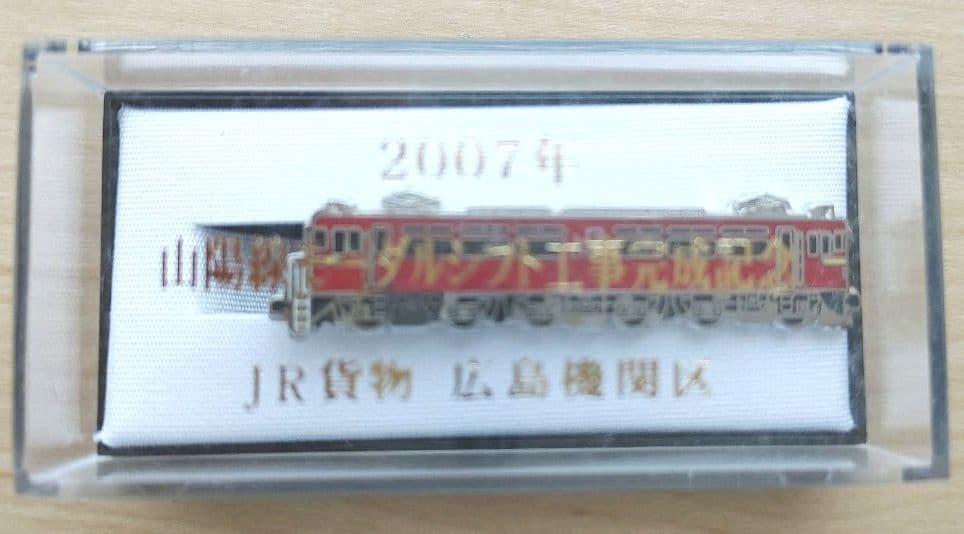 2007年
山陽線 ーダルシフト工事完成記念
JR貨物 広島機関区